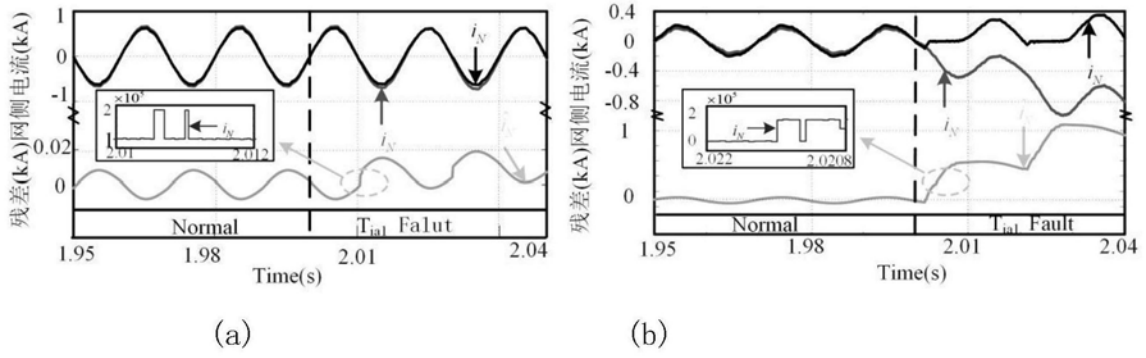 (a)
残差(kA)网侧电流(kA)
1
0
-1
0.02
0
×10⁵
2
1
2.01
2.012
i_N
i_N
i_N
Normal
T_ia1 Falut
1.95
1.98
2.01
2.04
Time(s)
(b)
残差(kA)网侧电流(kA)
0.4
0
-0.4
-0.8
1
0
×10⁵
2
0
2.022
2.0208
i_N
i_N
i_N
Normal
T_ia1 Fault
1.95
1.98
2.01
2.04
Time(s)
(a)
(b)